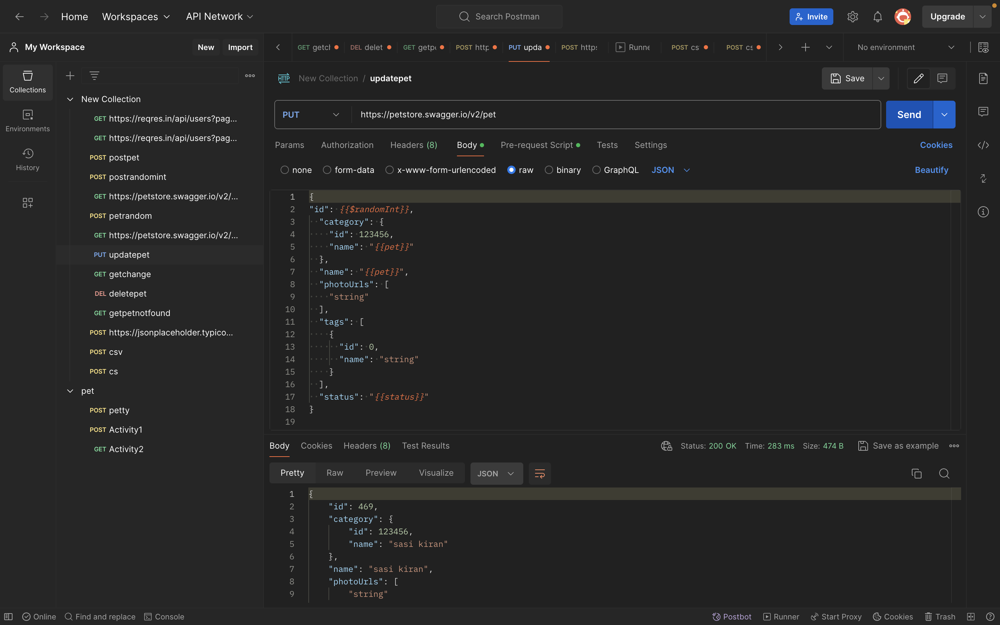 Home Workspaces API Network Search Postman Invite Upgrade
My Workspace New Import
GET getcl DEL delet GET getp POST http PUT upda POST https Runne POST cs POST cs No environment
Collections
Environments
History
New Collection
GET https://reqres.in/api/users?pag...
GET https://reqres.in/api/users?pag...
POST postpet
POST postrandomint
GET https://petstore.swagger.io/v2/...
POST petrandom
GET https://petstore.swagger.io/v2/...
PUT updatepet
GET getchange
DEL deletepet
GET getpetnotfound
POST https://jsonplaceholder.typico...
POST csv
POST cs
pet
POST petty
POST Activity1
GET Activity2
HTTP New Collection / updatepet Save
PUT https://petstore.swagger.io/v2/pet Send
Params Authorization Headers (8) Body Pre-request Script Tests Settings Cookies
none form-data x-www-form-urlencoded raw binary GraphQL JSON Beautify
1 {
2 "id": {{$randomInt}},
3 "category": {
4 "id": 123456,
5 "name": "{{pet}}"
6 },
7 "name": "{{pet}}",
8 "photoUrls": [
9 "string"
10 ],
11 "tags": [
12 {
13 "id": 0,
14 "name": "string"
15 }
16 ],
17 "status": "{{status}}"
18 }
19
Body Cookies Headers (8) Test Results Status: 200 OK Time: 283 ms Size: 474 B Save as example
Pretty Raw Preview Visualize JSON
1 {
2 "id": 469,
3 "category": {
4 "id": 123456,
5 "name": "sasi kiran"
6 },
7 "name": "sasi kiran",
8 "photoUrls": [
9 "string"
Online Find and replace Console Postbot Runner Start Proxy Cookies Trash